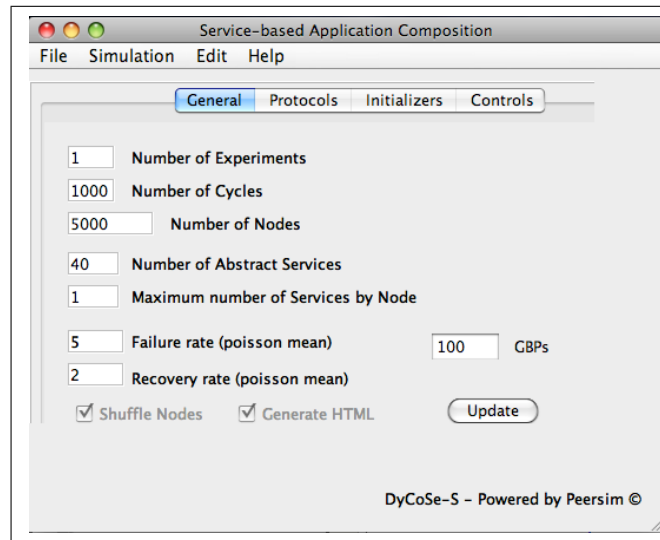 Service-based Application Composition
File Simulation Edit Help
General Protocols Initializers Controls
1 Number of Experiments
1000 Number of Cycles
5000 Number of Nodes
40 Number of Abstract Services
1 Maximum number of Services by Node
5 Failure rate (poisson mean) 100 GBPs
2 Recovery rate (poisson mean)
Shuffle Nodes Generate HTML Update
DyCoSe-S - Powered by Peersim ©